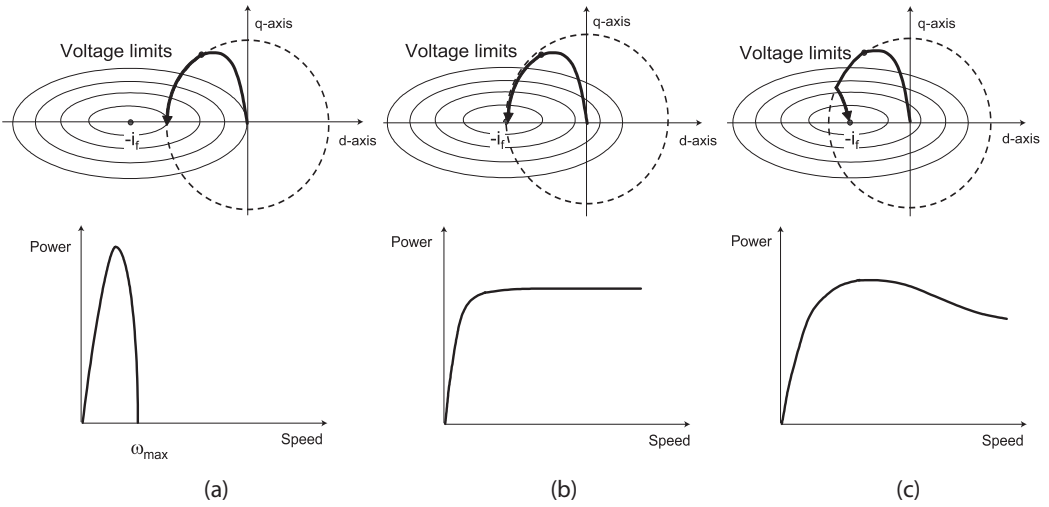 q-axis
Voltage limits
-if
d-axis
q-axis
Voltage limits
-if
d-axis
q-axis
Voltage limits
-if
d-axis
Power
Speed
ωmax
Power
Speed
Power
Speed
(a)
(b)
(c)